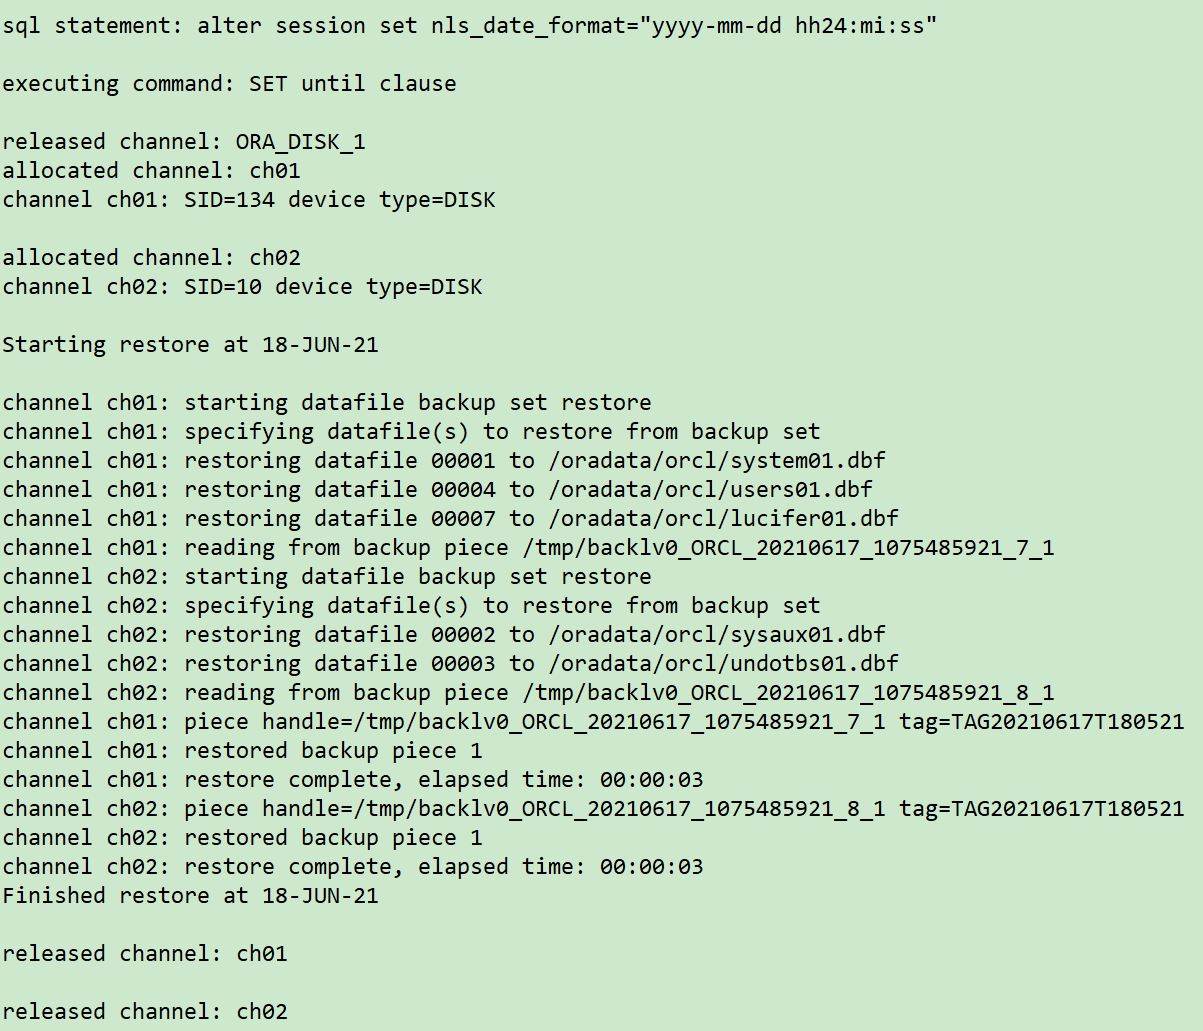 sql statement: alter session set nls_date_format="yyyy-mm-dd hh24:mi:ss"
executing command: SET until clause
released channel: ORA_DISK_1
allocated channel: ch01
channel ch01: SID=134 device type=DISK
allocated channel: ch02
channel ch02: SID=10 device type=DISK
Starting restore at 18-JUN-21
channel ch01: starting datafile backup set restore
channel ch01: specifying datafile(s) to restore from backup set
channel ch01: restoring datafile 00001 to /oradata/orcl/system01.dbf
channel ch01: restoring datafile 00004 to /oradata/orcl/users01.dbf
channel ch01: restoring datafile 00007 to /oradata/orcl/lucifer01.dbf
channel ch01: reading from backup piece /tmp/backlv0_ORCL_20210617_1075485921_7_1
channel ch02: starting datafile backup set restore
channel ch02: specifying datafile(s) to restore from backup set
channel ch02: restoring datafile 00002 to /oradata/orcl/sysaux01.dbf
channel ch02: restoring datafile 00003 to /oradata/orcl/undotbs01.dbf
channel ch02: reading from backup piece /tmp/backlv0_ORCL_20210617_1075485921_8_1
channel ch01: piece handle=/tmp/backlv0_ORCL_20210617_1075485921_7_1 tag=TAG20210617T180521
channel ch01: restored backup piece 1
channel ch01: restore complete, elapsed time: 00:00:03
channel ch02: piece handle=/tmp/backlv0_ORCL_20210617_1075485921_8_1 tag=TAG20210617T180521
channel ch02: restored backup piece 1
channel ch02: restore complete, elapsed time: 00:00:03
Finished restore at 18-JUN-21
released channel: ch01
released channel: ch02